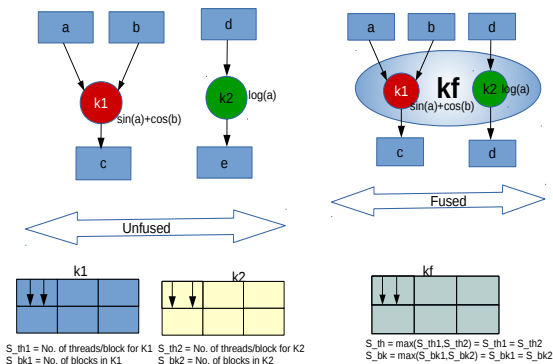 a
b
d
k1
sin(a)+cos(b)
k2
log(a)
c
e
Unfused
a
b
d
kf
k1
sin(a)+cos(b)
k2
log(a)
c
d
Fused
k1
k2
kf
S_th1 = No. of threads/block for K1
S_bk1 = No. of blocks in K1
S_th2 = No. of threads/block for K2
S_bk2 = No. of blocks in K2
S_th = max(S_th1,S_th2) = S_th1 = S_th2
S_bk = max(S_bk1,S_bk2) = S_bk1 = S_bk2